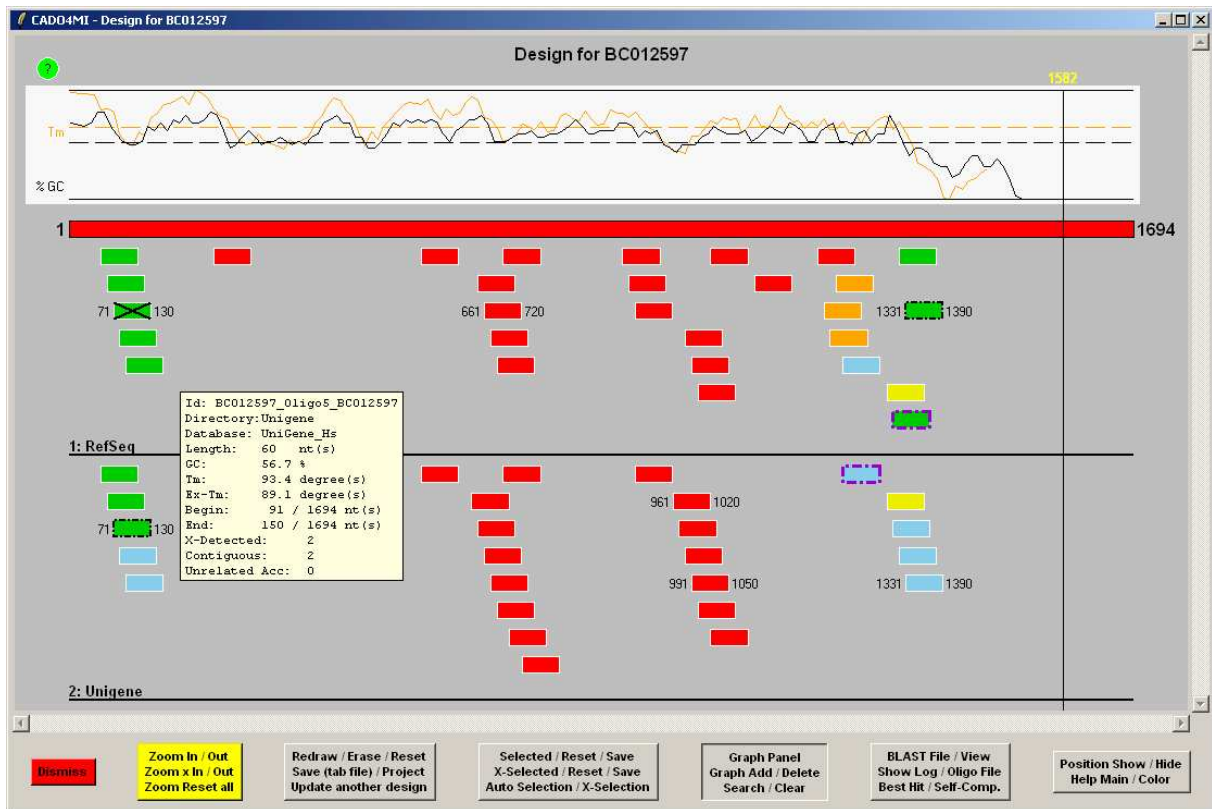 CADO4MI - Design for BC012597
Design for BC012597
?
1582
Tm
% GC
1
1694
71
130
661
720
1331
1390
Id: BC012597_Oligo5_BC012597
Directory:Unigene
Database: UniGene_Hs
Length: 60 nt(s)
GC: 56.7 %
Tm: 93.4 degree(s)
Ex-Tm: 89.1 degree(s)
Begin: 91 / 1694 nt(s)
End: 150 / 1694 nt(s)
X-Detected: 2
Contiguous: 2
Unrelated Acc: 0
1: RefSeq
961
1020
71
130
991
1050
1331
1390
2: Unigene
Dismiss
Zoom In / Out
Zoom x In / Out
Zoom Reset all
Redraw / Erase / Reset
Save (tab file) / Project
Update another design
Selected / Reset / Save
X-Selected / Reset / Save
Auto Selection / X-Selection
Graph Panel
Graph Add / Delete
Search / Clear
BLAST File / View
Show Log / Oligo File
Best Hit / Self-Comp.
Position Show / Hide
Help Main / Color